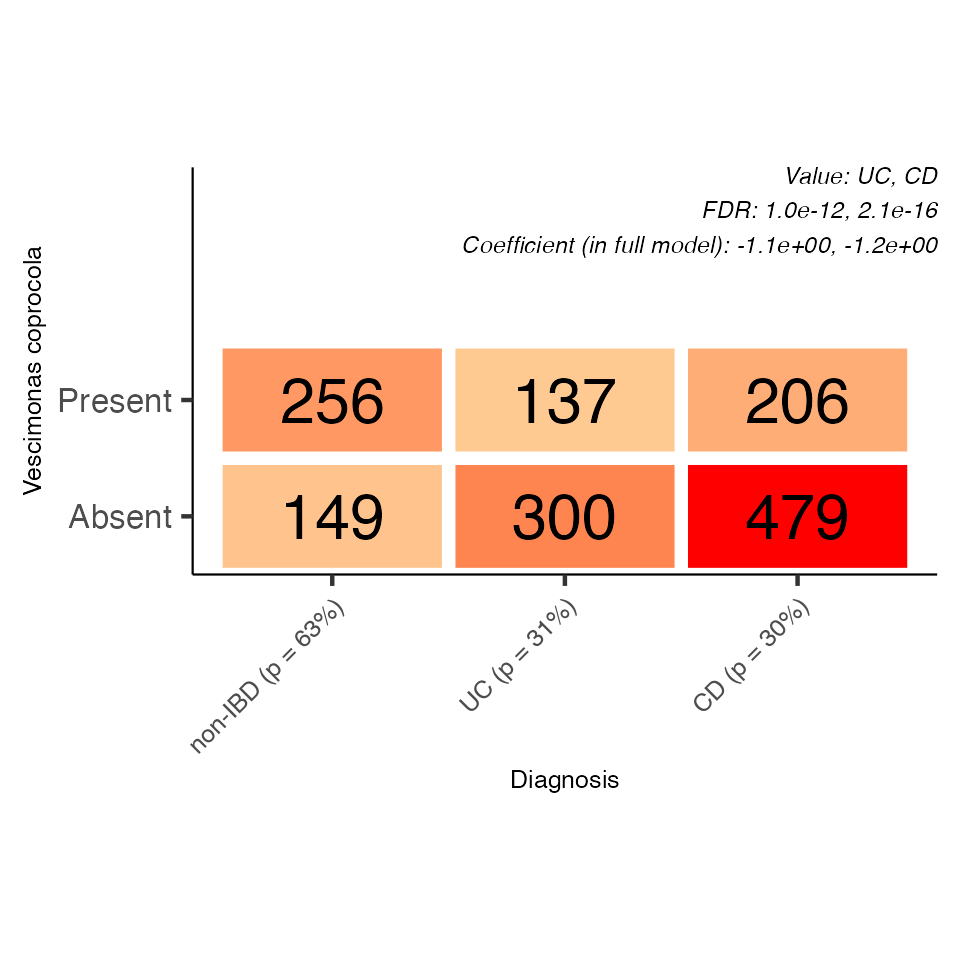 Value: UC, CD
FDR: 1.0e-12, 2.1e-16
Coefficient (in full model): -1.1e+00, -1.2e+00
Vescimonas coprocola
Present
256
137
206
Absent
149
300
479
non-IBD (p = 63%)
UC (p = 31%)
CD (p = 30%)
Diagnosis